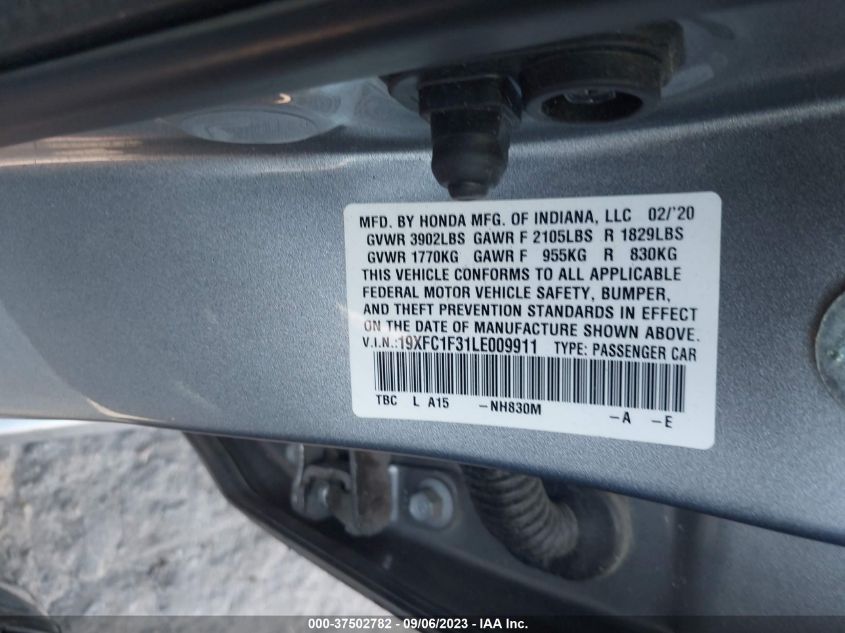 MFD. BY HONDA MFG. OF INDIANA, LLC 02/'20
GVWR 3902LBS GAWR F 2105LBS R 1829LBS
GVWR 1770KG GAWR F 955KG R 830KG
THIS VEHICLE CONFORMS TO ALL APPLICABLE
FEDERAL MOTOR VEHICLE SAFETY, BUMPER,
AND THEFT PREVENTION STANDARDS IN EFFECT
ON THE DATE OF MANUFACTURE SHOWN ABOVE.
V.I.N.:19XFC1F31LE009911 TYPE: PASSENGER CAR
TBC L A15 -NH830M -A -E
000-37502782 - 09/06/2023 - IAA Inc.